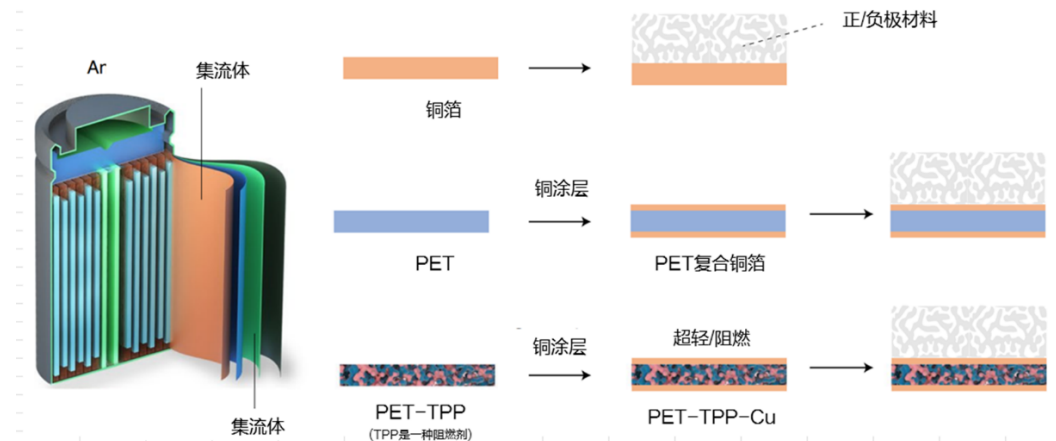 Ar
集流体
集流体
铜箔
正/负极材料
PET
铜涂层
PET复合铜箔
PET-TPP
(TPP是一种阻燃剂)
铜涂层
超轻/阻燃
PET-TPP-Cu